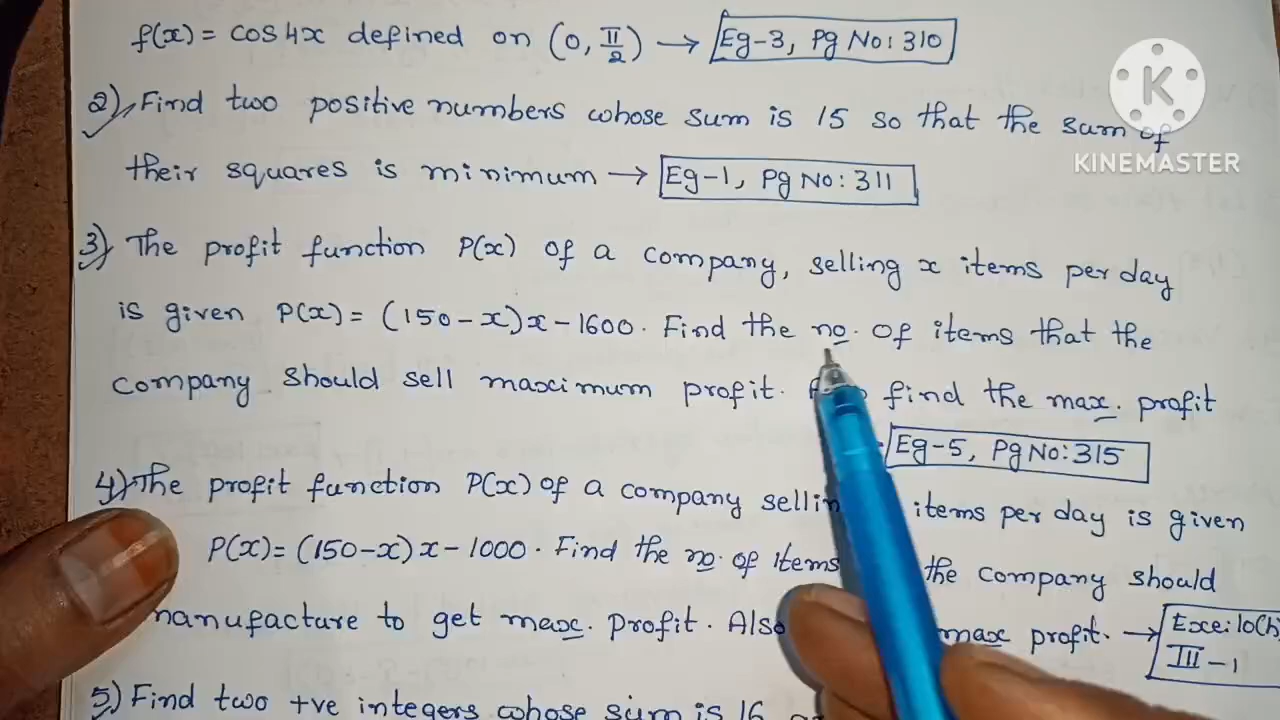 f(x) = cos 4x defined on (0, π/2) → Eg-3, Pg No: 310
2) Find two positive numbers whose sum is 15 so that the sum of
their squares is minimum → Eg-1, Pg No: 311
3) The profit function P(x) of a company, selling x items per day
is given P(x) = (150-x)x - 1600. Find the no. of items that the
company should sell maximum profit. find the max. profit
Eg-5, Pg No: 315
4) The profit function P(x) of a company items per day is given
P(x) = (150-x)x - 1000. Find the no. of items the company should
manufacture to get max. profit. Also max profit. → Exe: 10(h)
III-1
5) Find two +ve integers whose sum is 16
K
KINEMASTER